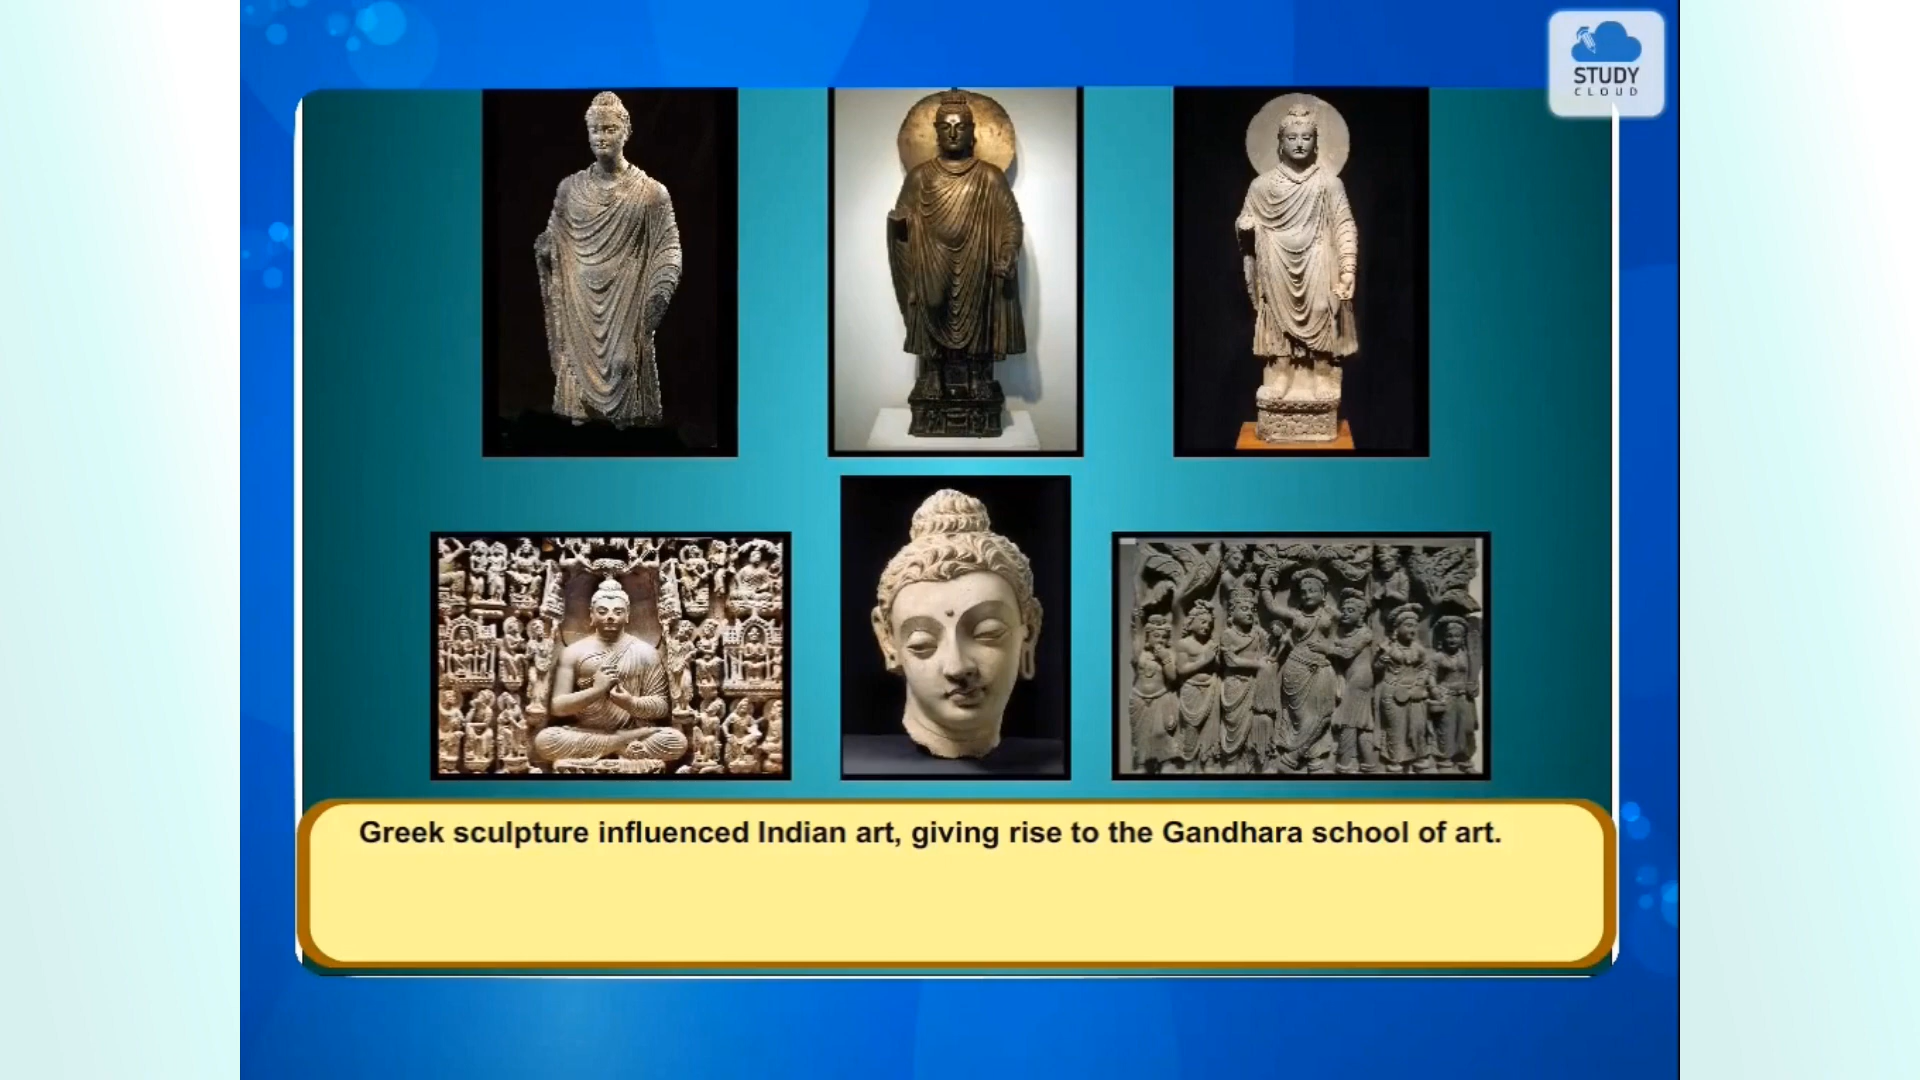 STUDY
CLOUD
Greek sculpture influenced Indian art, giving rise to the Gandhara school of art.